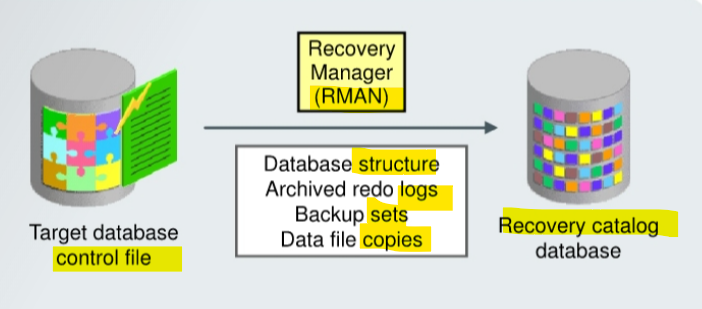 Recovery
Manager
(RMAN)
Database structure
Archived redo logs
Backup sets
Data file copies
Target database
control file
Recovery catalog
database